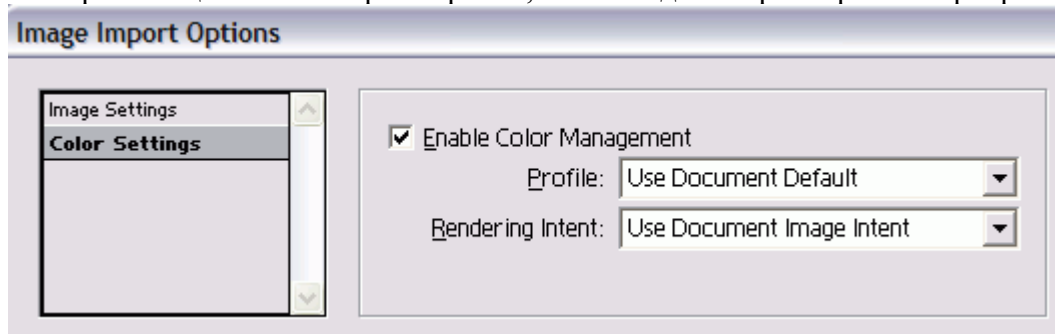 Image Import Options
Image Settings
Color Settings
Enable Color Management
Profile: Use Document Default
Rendering Intent: Use Document Image Intent